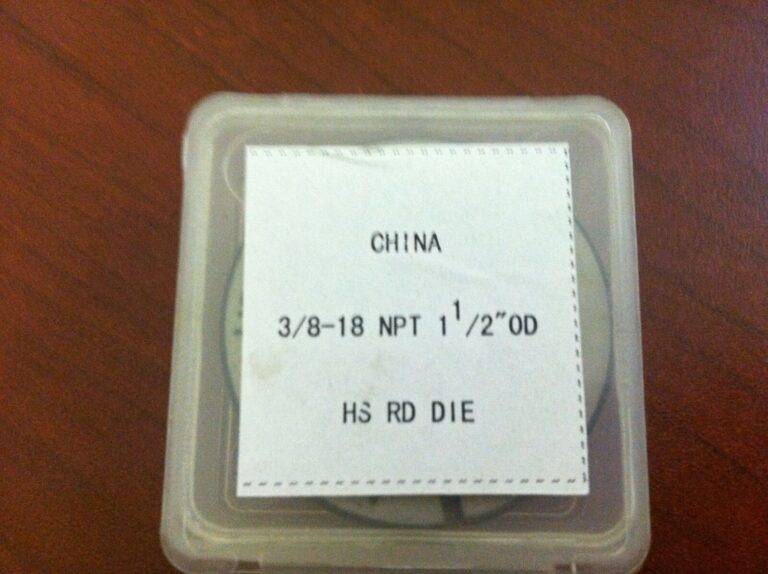 CHINA
3/8-18 NPT 1 1/2"OD
HS RD DIE